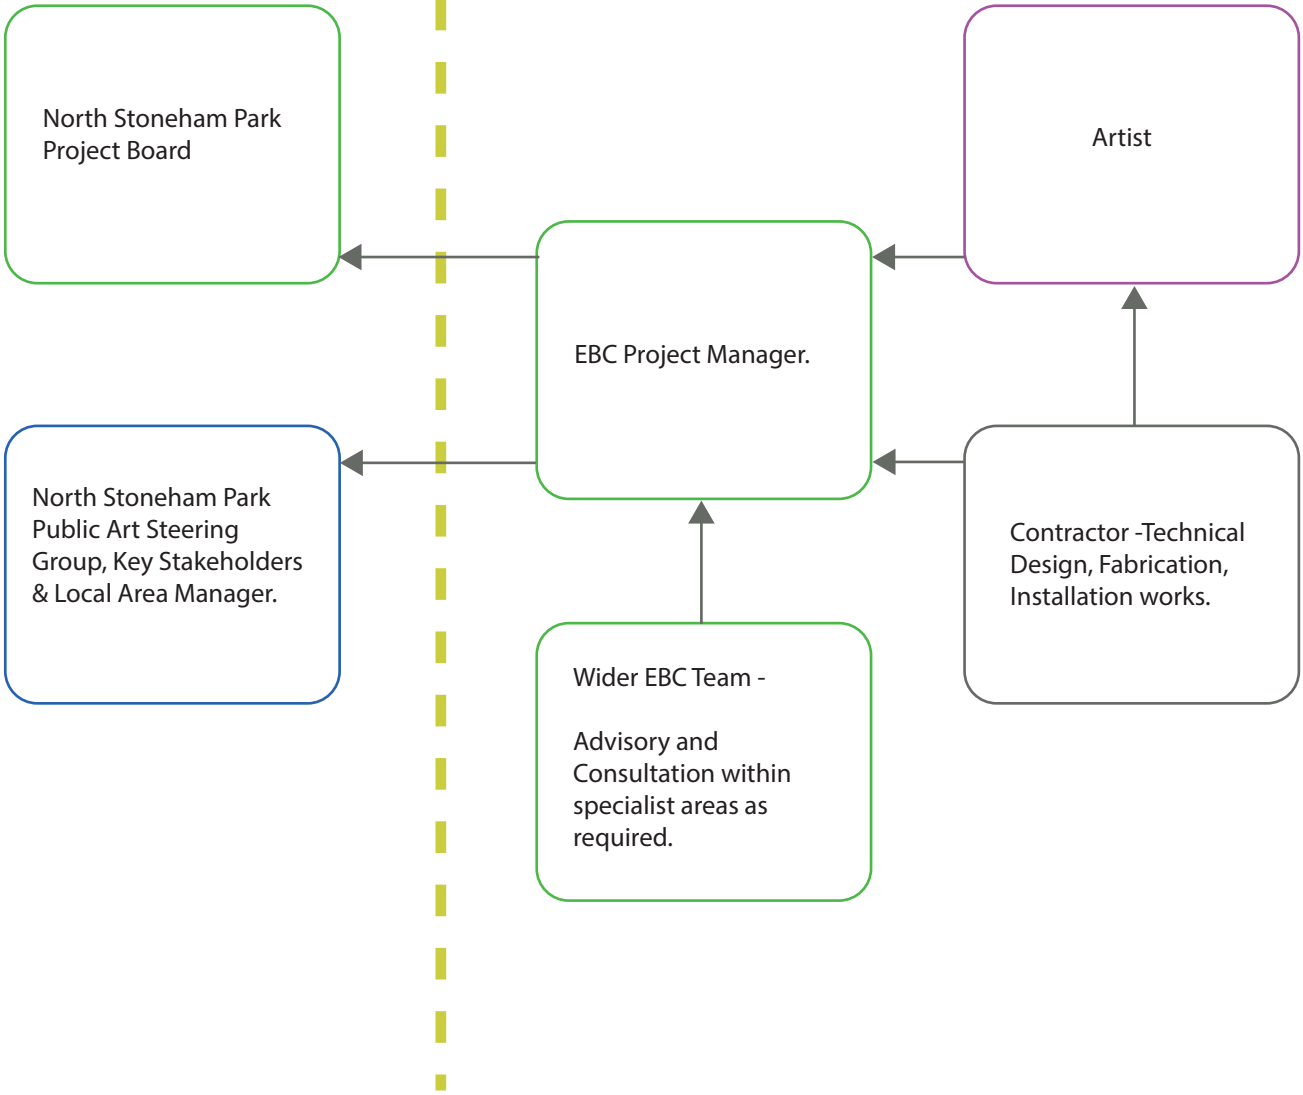 North Stoneham Park
Project Board
Artist
EBC Project Manager.
North Stoneham Park
Public Art Steering
Group, Key Stakeholders
& Local Area Manager.
Contractor -Technical
Design, Fabrication,
Installation works.
Wider EBC Team -
Advisory and
Consultation within
specialist areas as
required.